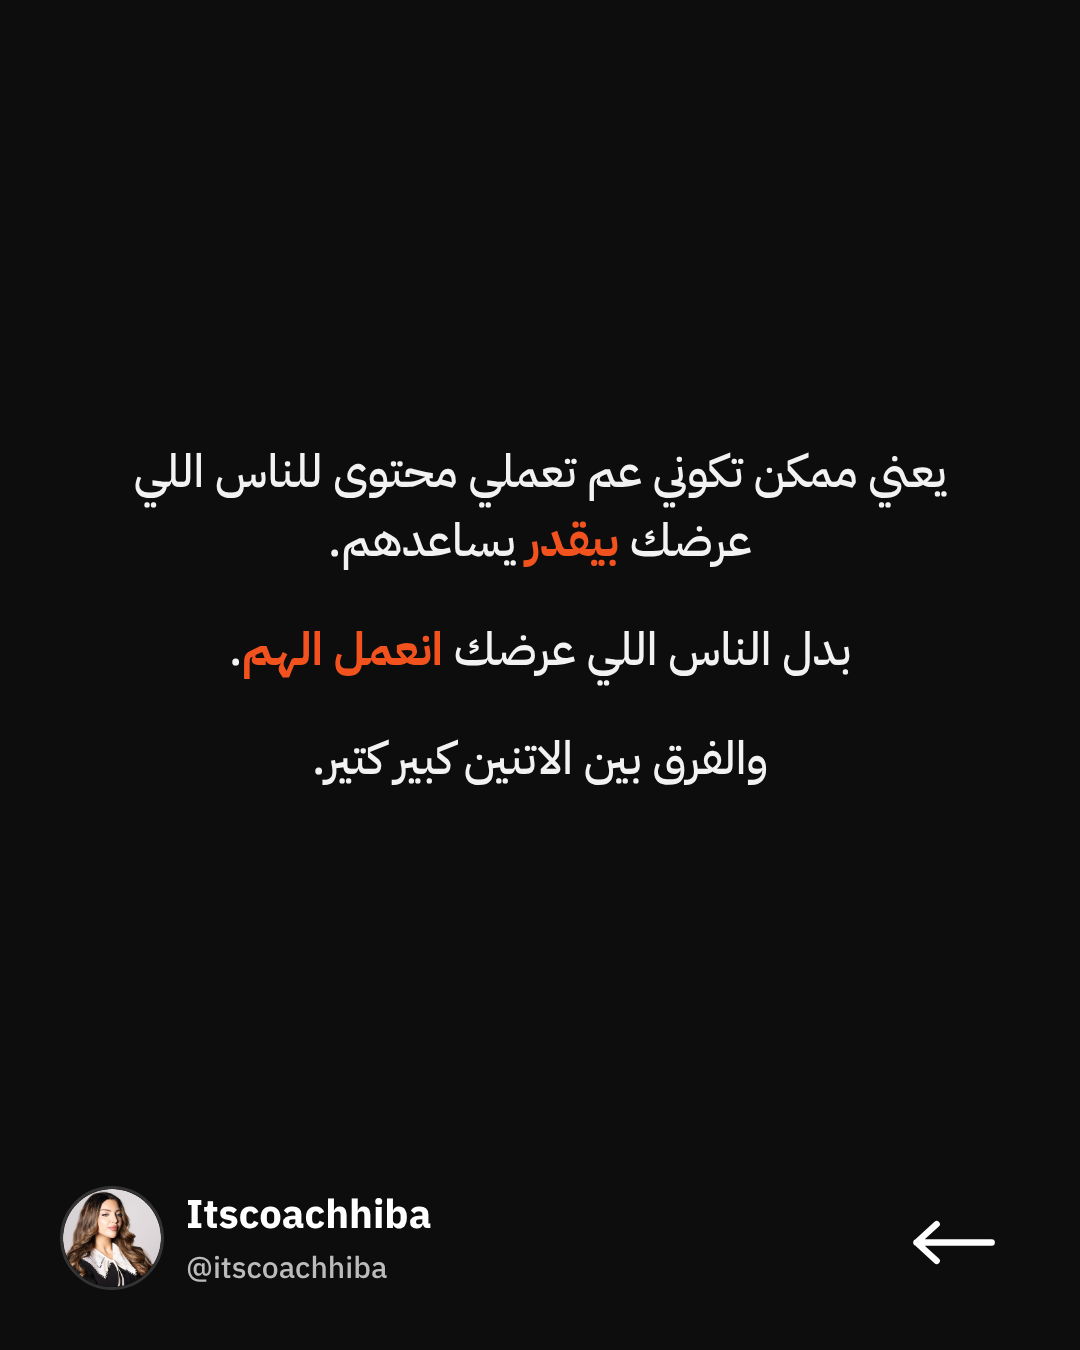 يعني ممكن تكوني عم تعملي محتوى للناس اللي
عرضك بيقدر يساعدهم.
بدل الناس اللي عرضك انعمل الهم.
والفرق بين الاتنين كبير كتير.
Itscoachhiba
@itscoachhiba